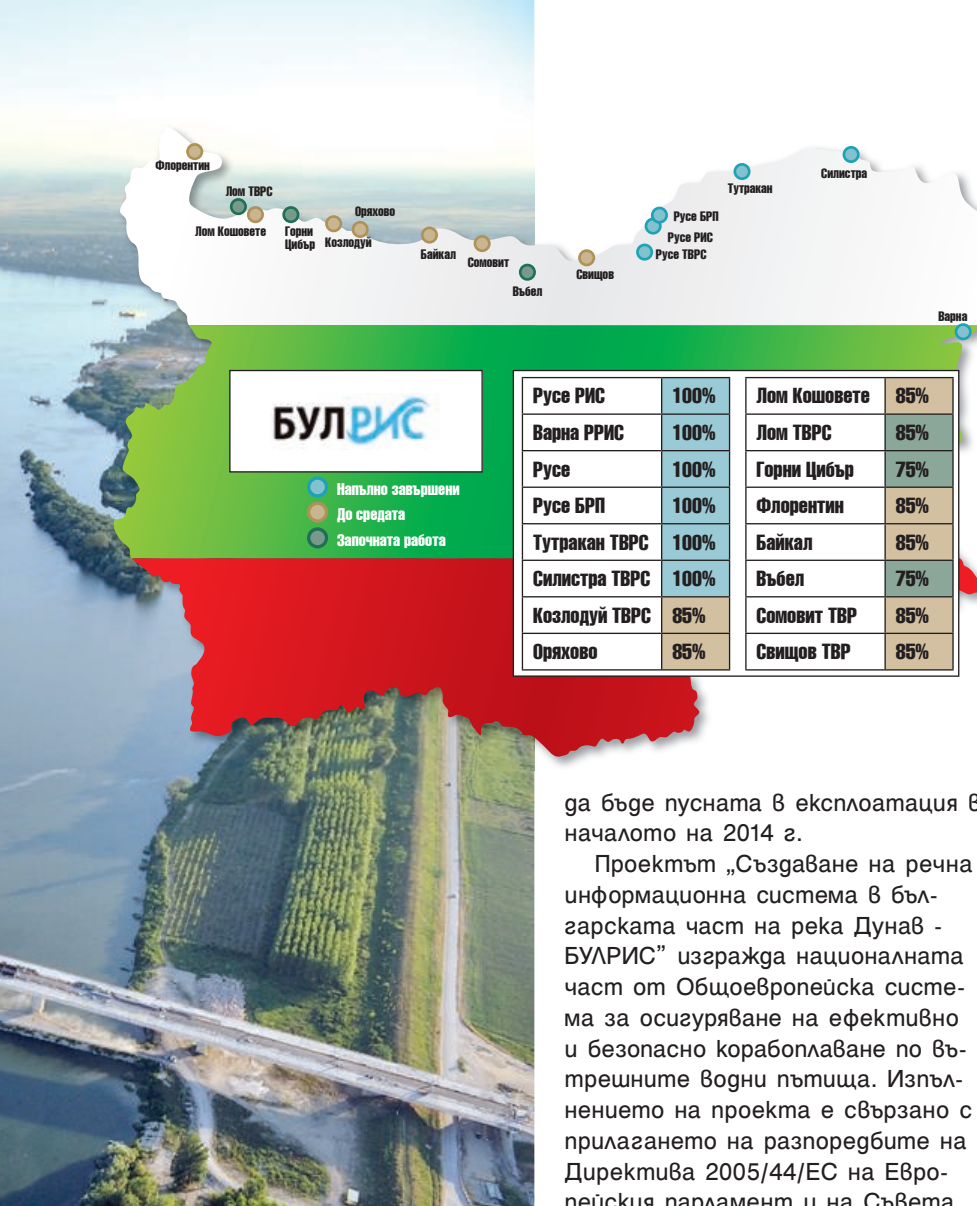 Флорентин
Лом ТВРС
Лом Кошовете
Горни
Цибър
Козлодуй
Оряхово
Байкал
Сомовит
Въбел
Свищов
Русе БРП
Русе РИС
Русе ТВРС
Тутракан
Силистра
Варна
БУЛРИС
Напълно завършени
До средата
Започната работа
Русе РИС 100%
Варна РРИС 100%
Русе 100%
Русе БРП 100%
Тутракан ТВРС 100%
Силистра ТВРС 100%
Козлодуй ТВРС 85%
Оряхово 85%
Лом Кошовете 85%
Лом ТВРС 85%
Горни Цибър 75%
Флорентин 85%
Байкал 85%
Въбел 75%
Сомовит ТВР 85%
Свищов ТВР 85%
да бъде пусната в експлоатация в
началото на 2014 г.
Проектът „Създаване на речна
информационна система в бъл-
гарската част на река Дунав -
БУЛРИС” изгражда националната
част от Общоевропейска систе-
ма за осигуряване на ефективно
и безопасно корабоплаване по въ-
трешните водни пътища. Изпъл-
нението на проекта е свързано с
прилагането на разпоредбите на
Директива 2005/44/ЕС на Евро-
пейския парламент и на Съвета